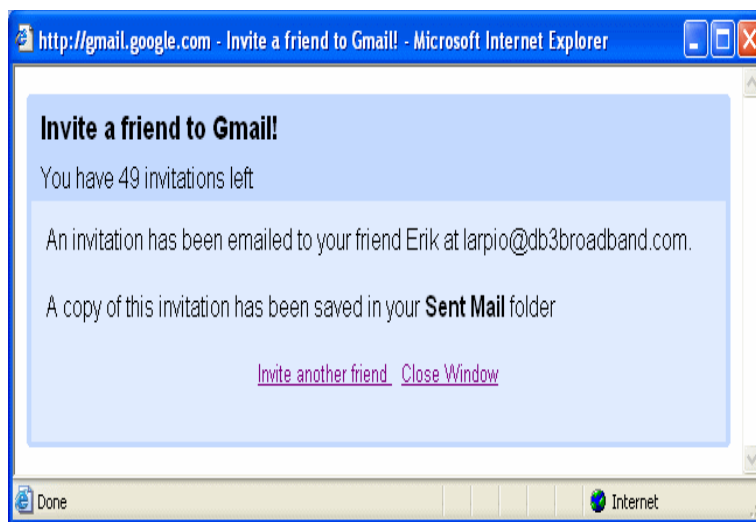 http://gmail.google.com - Invite a friend to Gmail! - Microsoft Internet Explorer
Invite a friend to Gmail!
You have 49 invitations left
An invitation has been emailed to your friend Erik at larpio@db3broadband.com.
A copy of this invitation has been saved in your Sent Mail folder
Invite another friend Close Window
Done Internet